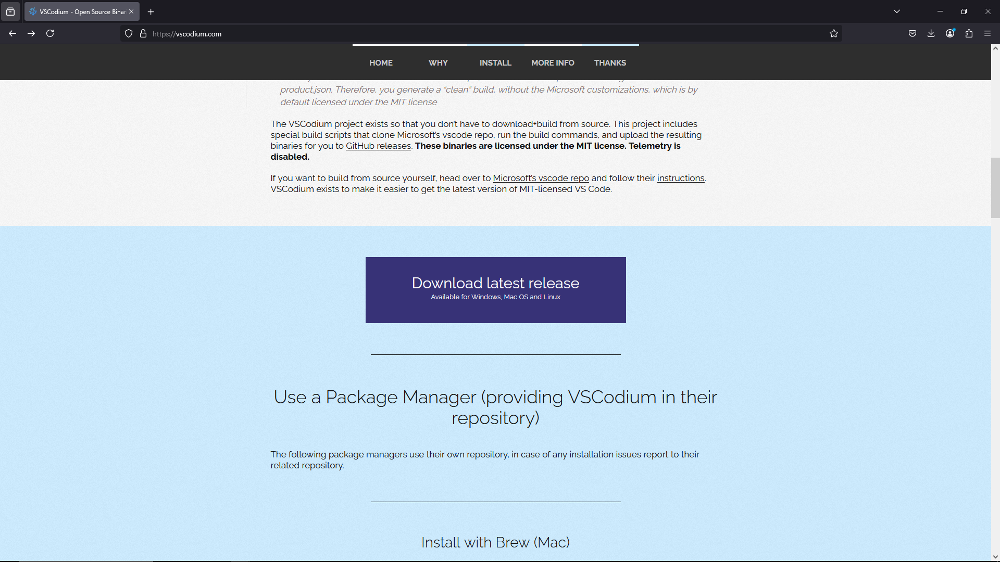 VSCodium - Open Source Binar
https://vscodium.com
HOME WHY INSTALL MORE INFO THANKS
product.json. Therefore, you generate a “clean” build, without the Microsoft customizations, which is by
default licensed under the MIT license
The VSCodium project exists so that you don’t have to download+build from source. This project includes
special build scripts that clone Microsoft’s vscode repo, run the build commands, and upload the resulting
binaries for you to GitHub releases. These binaries are licensed under the MIT license. Telemetry is
disabled.
If you want to build from source yourself, head over to Microsoft’s vscode repo and follow their instructions.
VSCodium exists to make it easier to get the latest version of MIT-licensed VS Code.
Download latest release
Available for Windows, Mac OS and Linux
Use a Package Manager (providing VSCodium in their
repository)
The following package managers use their own repository, in case of any installation issues report to their
related repository.
Install with Brew (Mac)